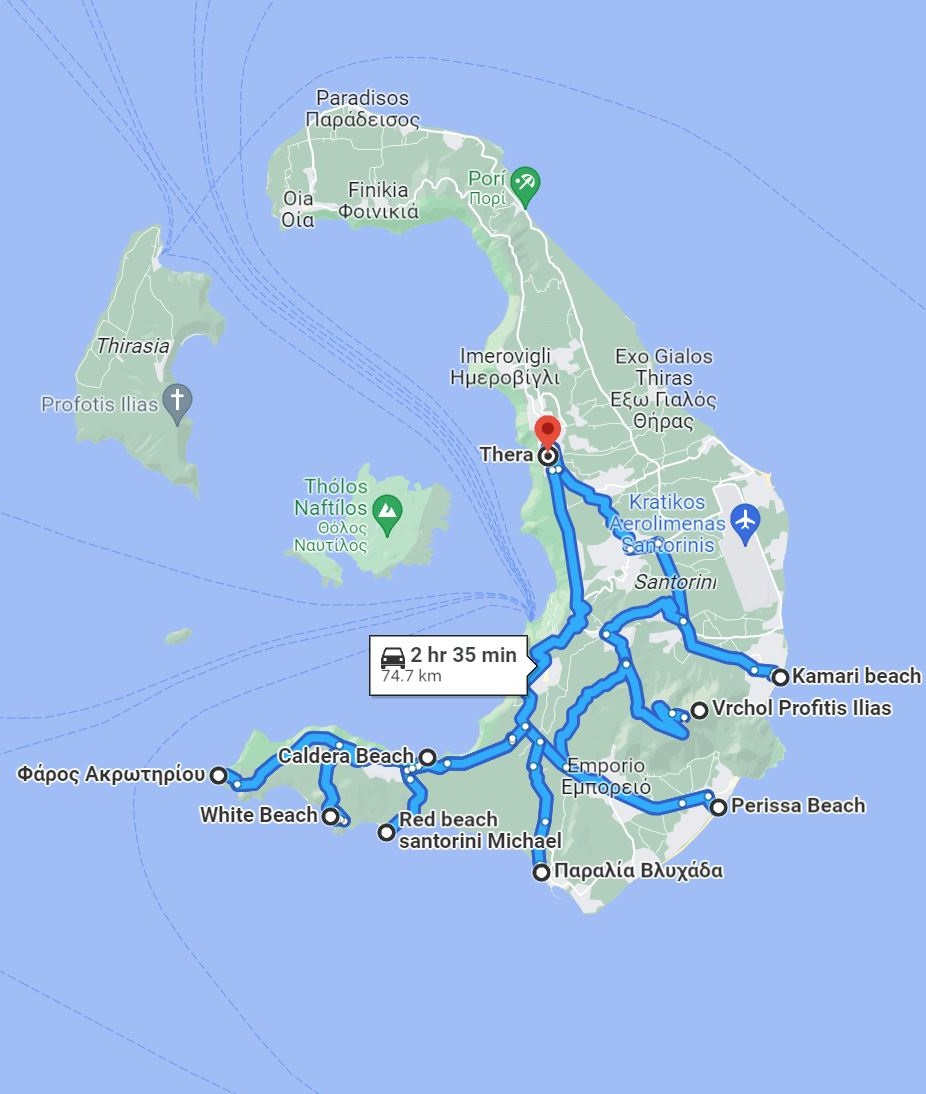 Paradisos
Παράδεισος
Porí
Πορί
Finikia
Φοινικιά
Oia
Οία
Thirasia
Imerovigli
Ημεροβίγλι
Exo Gialos
Thiras
Εξω Γιαλός
Θήρας
Profotis Ilias
Thera
Thólos
Naftílos
Θόλος
Ναυτίλος
Kratikos
Aerolimenas
Santorinis
Santorini
2 hr 35 min
74.7 km
Kamari beach
Vrchol Profitis Ilias
Caldera Beach
Φάρος Ακρωτηρίου
Emporio
Εμπορειό
Perissa Beach
White Beach
Red beach
santorini Michael
Παραλία Βλυχάδα